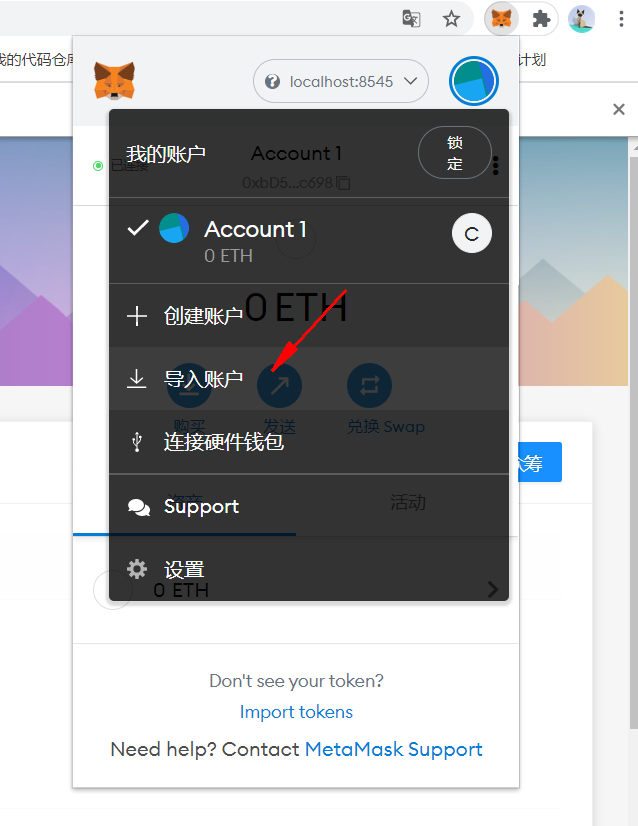 我的代码仓库
计划
localhost:8545
我的账户
Account 1
锁
定
已连接
0xbD5...c698
Account 1
0 ETH
C
创建账户
0 ETH
导入账户
购买
发送
兑换 Swap
连接硬件钱包
众筹
Support
资产
活动
设置
0 ETH
Don't see your token?
Import tokens
Need help? Contact MetaMask Support